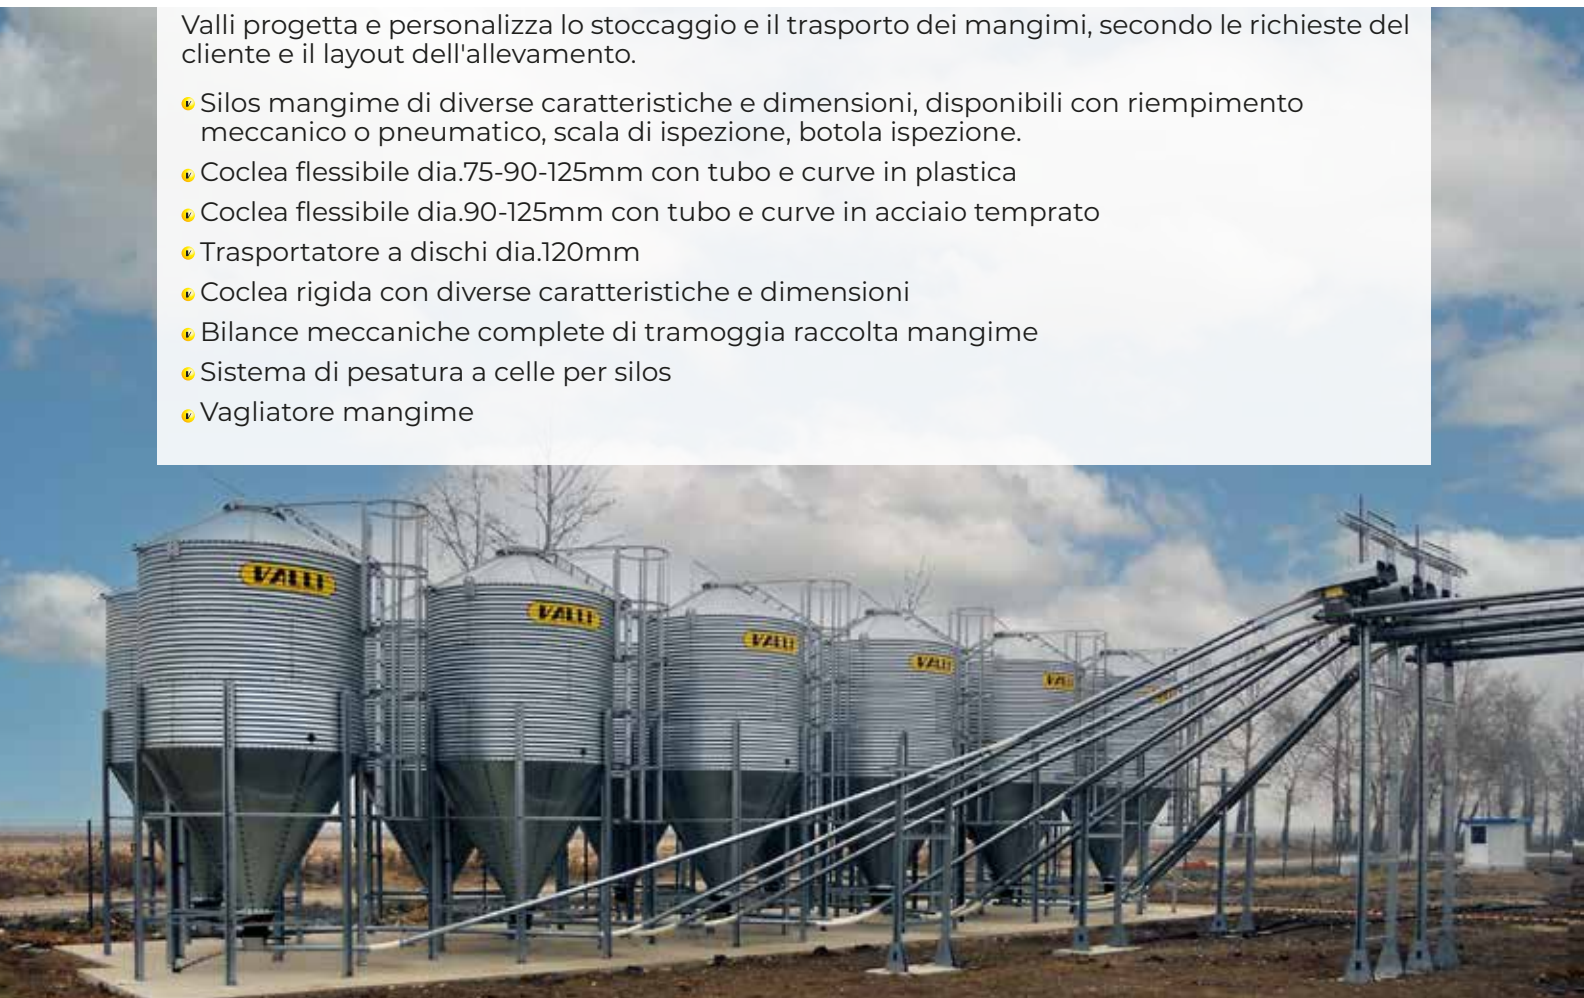 Valli progetta e personalizza lo stoccaggio e il trasporto dei mangimi, secondo le richieste del
cliente e il layout dell'allevamento.
Silos mangime di diverse caratteristiche e dimensioni, disponibili con riempimento
meccanico o pneumatico, scala di ispezione, botola ispezione.
Coclea flessibile dia.75-90-125mm con tubo e curve in plastica
Coclea flessibile dia.90-125mm con tubo e curve in acciaio temprato
Trasportatore a dischi dia.120mm
Coclea rigida con diverse caratteristiche e dimensioni
Bilance meccaniche complete di tramoggia raccolta mangime
Sistema di pesatura a celle per silos
Vagliatore mangime
VALLI
VALLI
VALLI
VALLI
VALLI